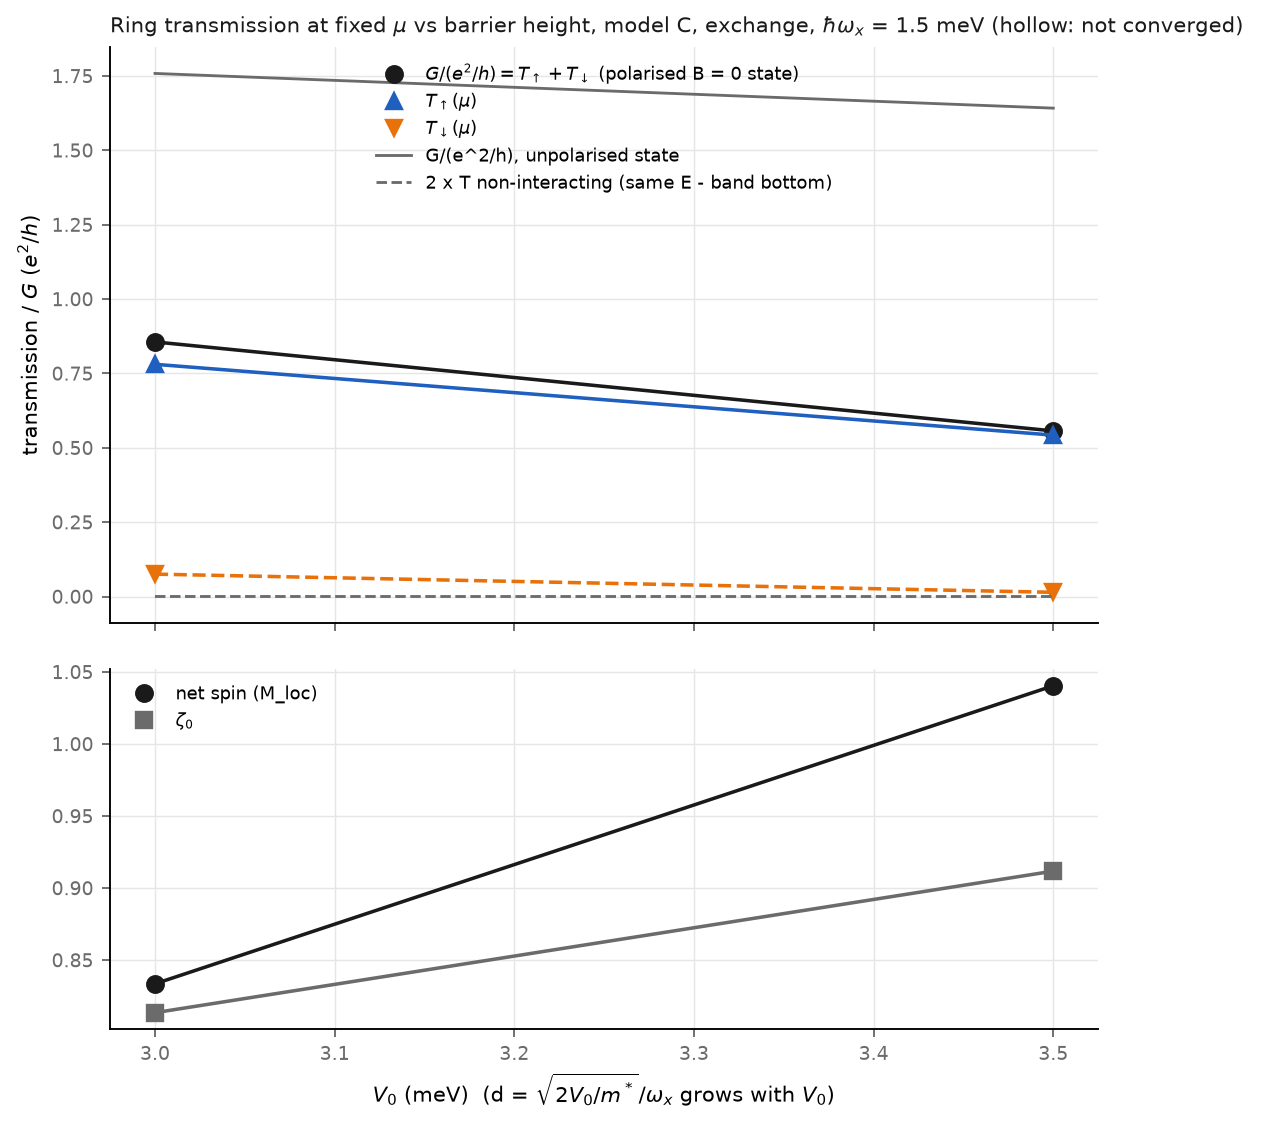 Ring transmission at fixed μ vs barrier height, model C, exchange, ℏωₓ = 1.5 meV (hollow: not converged)
G/(e²/h) = T↑ + T↓ (polarised B = 0 state)
T↑(μ)
T↓(μ)
G/(e^2/h), unpolarised state
2 x T non-interacting (same E - band bottom)
transmission / G (e²/h)
1.75
1.50
1.25
1.00
0.75
0.50
0.25
0.00
net spin (M_loc)
ζ₀
1.05
1.00
0.95
0.90
0.85
3.0 3.1 3.2 3.3 3.4 3.5
V₀ (meV) (d = √2V₀/m*/ωₓ grows with V₀)